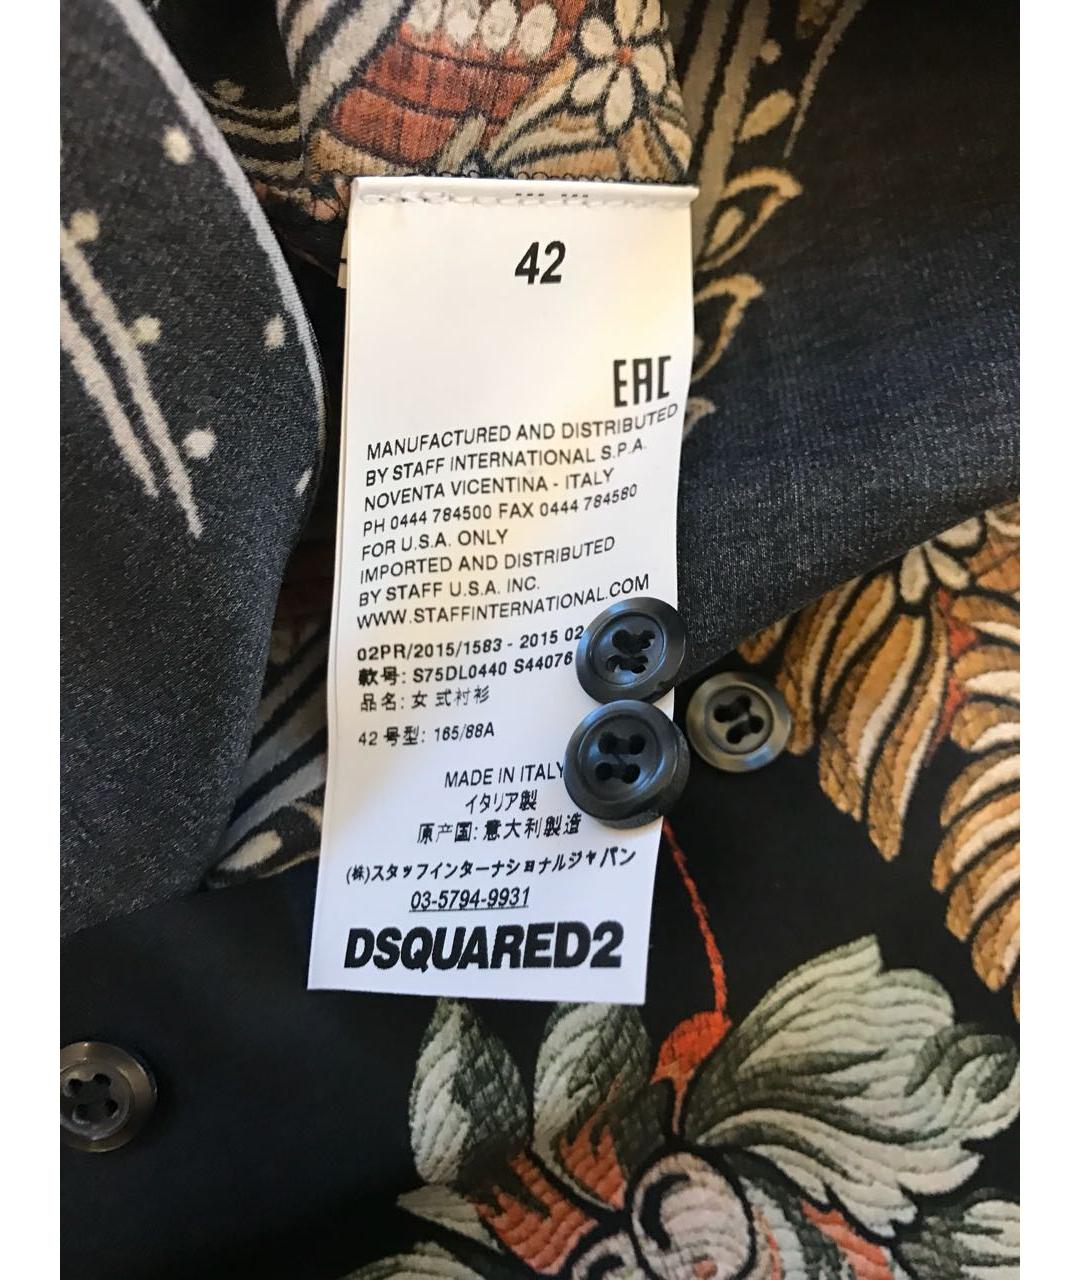 42
EAC
MANUFACTURED AND DISTRIBUTED
BY STAFF INTERNATIONAL S.P.A.
NOVENTA VICENTINA - ITALY
PH 0444 784500 FAX 0444 784580
FOR U.S.A. ONLY
IMPORTED AND DISTRIBUTED
BY STAFF U.S.A. INC.
WWW.STAFFINTERNATIONAL.COM
02PR/2015/1583 - 2015 02
款号: S75DL0440 S44076
品名: 女式衬衫
42 号型: 165/88A
MADE IN ITALY
イタリア製
原产国: 意大利製造
(株)スタッフインターナショナルジャパン
03-5794-9931
DSQUARED2